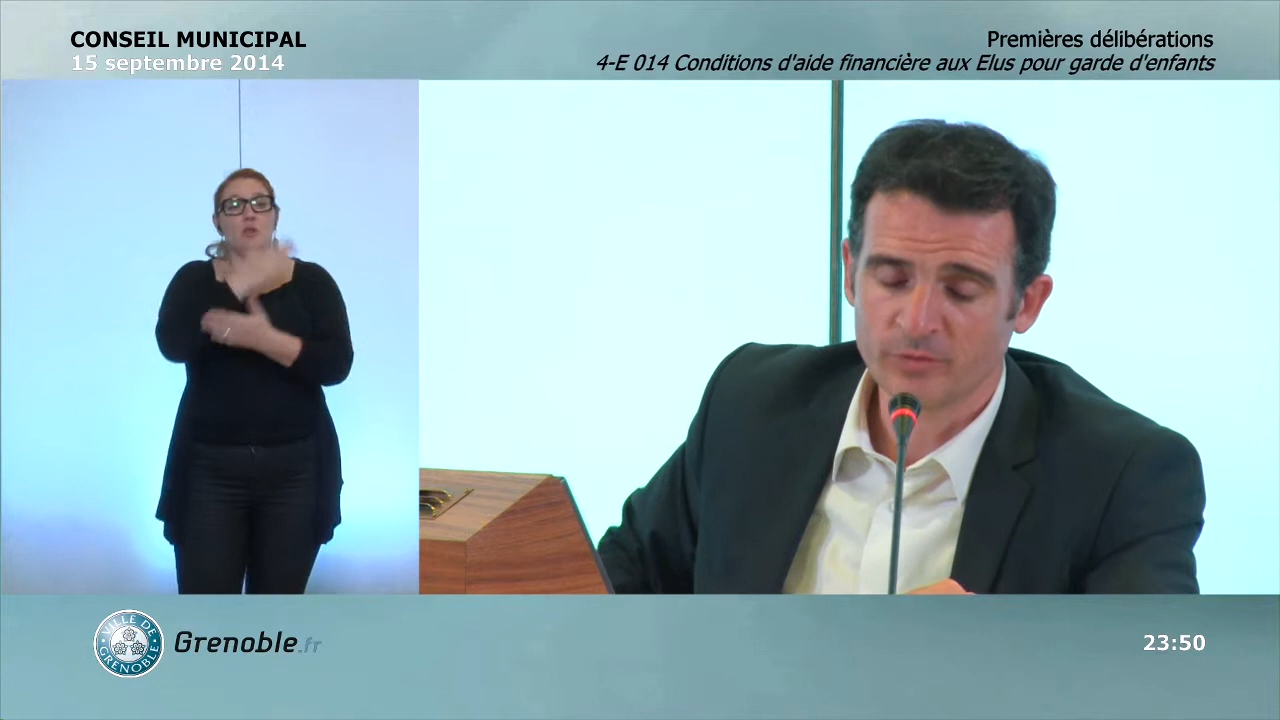 CONSEIL MUNICIPAL
15 septembre 2014
Premières délibérations
4-E 014 Conditions d'aide financière aux Elus pour garde d'enfants
VILLE DE
GRENOBLE
Grenoble.fr
23:50